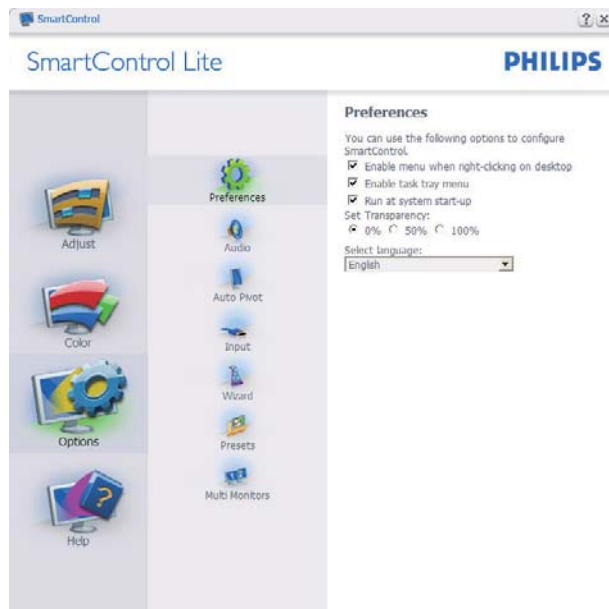 SmartControl
SmartControl Lite
PHILIPS
Adjust
Color
Options
Help
Preferences
Audio
Auto Pivot
Input
Wizard
Presets
Multi Monitors
Preferences
You can use the following options to configure
SmartControl.
Enable menu when right-clicking on desktop
Enable task tray menu
Run at system start-up
Set Transparency:
0% 50% 100%
Select language:
English